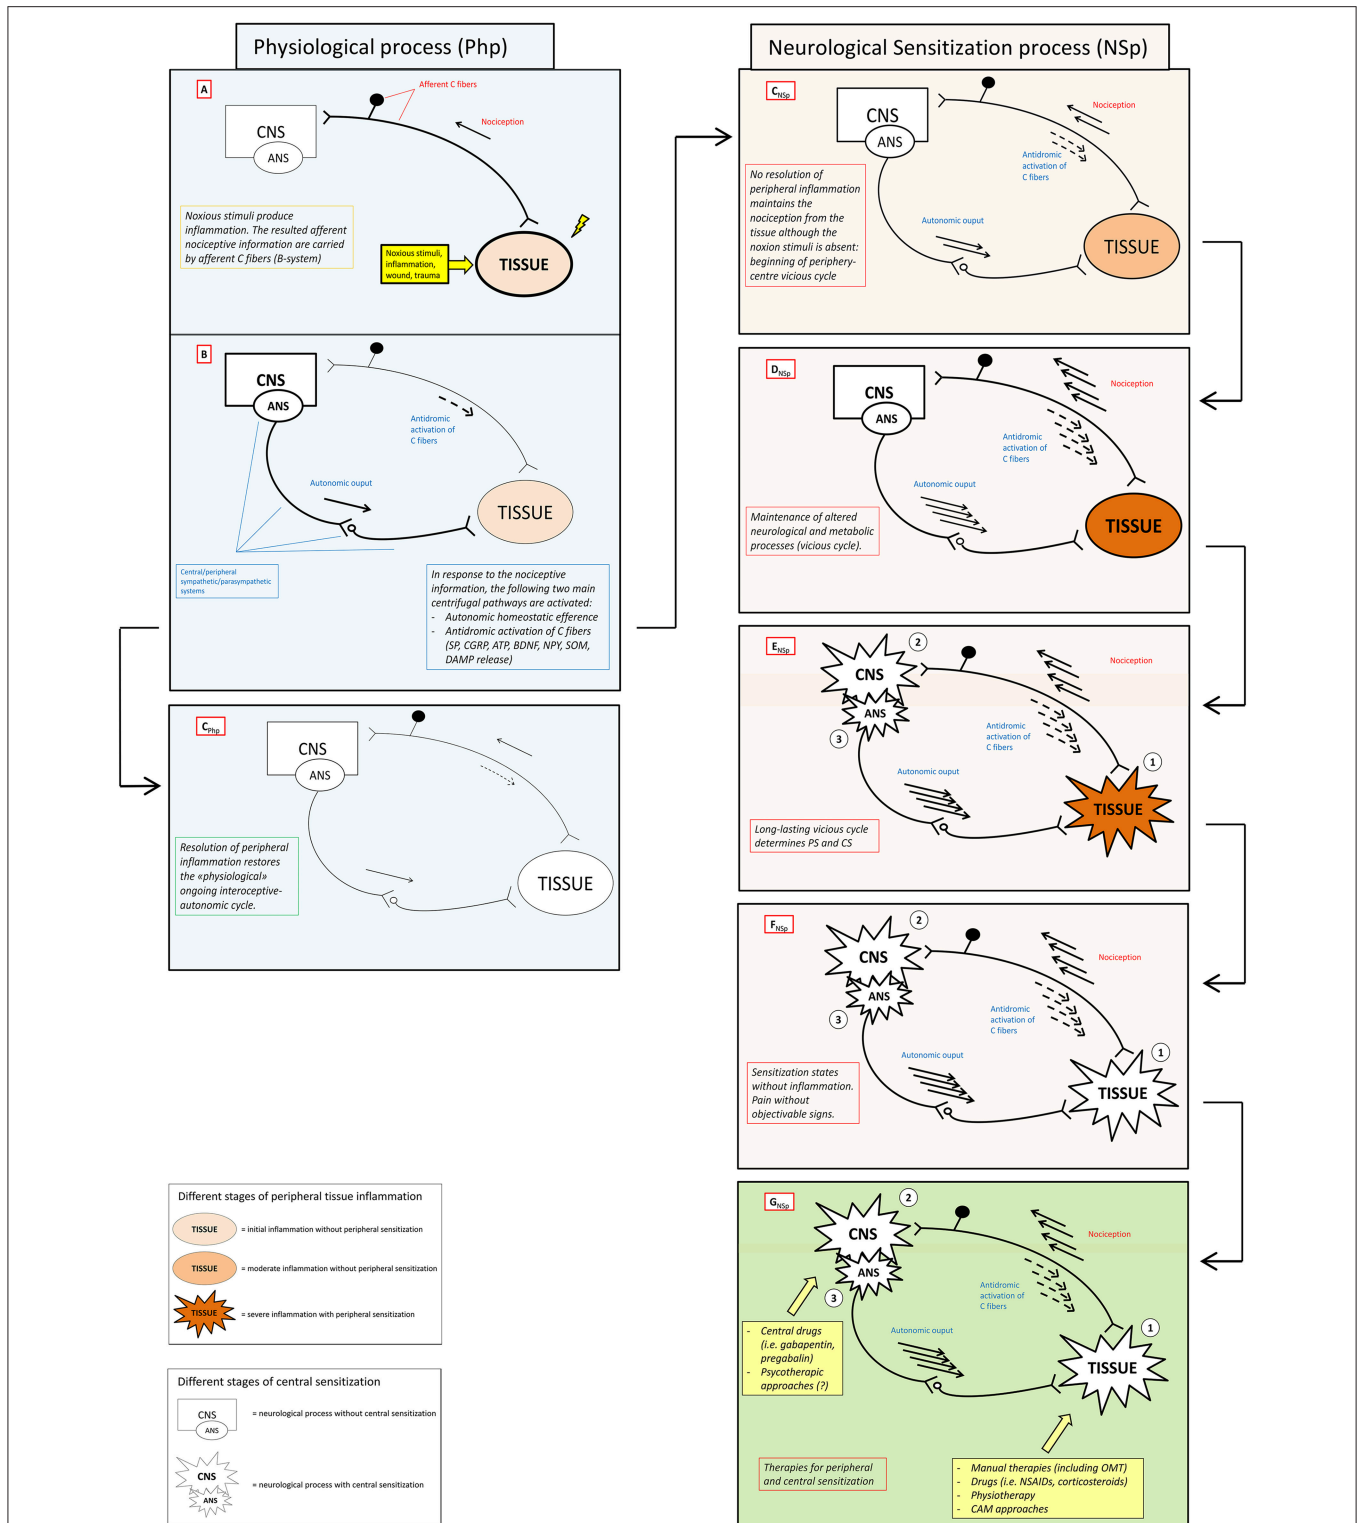 Physiological process (Php)
A
Afferent C fibers
CNS
ANS
Nociception
Noxious stimuli produce
inflammation. The resulted afferent
nociceptive information are carried
by afferent C fibers (B-system)
Noxious stimuli,
inflammation,
wound, trauma
TISSUE
B
CNS
ANS
Antidromic
activation of
C fibers
Autonomic ouput
TISSUE
Central/peripheral
sympathetic/parasympathetic
systems
In response to the nociceptive
information, the following two main
centrifugal pathways are activated:
- Autonomic homeostatic efference
- Antidromic activation of C fibers
(SP, CGRP, ATP, BDNF, NPY, SOM,
DAMP release)
CPhp
CNS
ANS
Resolution of peripheral
inflammation restores
the «physiological»
ongoing interoceptive-
autonomic cycle.
TISSUE
Different stages of peripheral tissue inflammation
TISSUE = initial inflammation without peripheral sensitization
TISSUE = moderate inflammation without peripheral sensitization
TISSUE = severe inflammation with peripheral sensitization
Different stages of central sensitization
CNS
ANS
= neurological process without central sensitization
CNS
ANS
= neurological process with central sensitization
Neurological Sensitization process (NSp)
CNSp
CNS
ANS
Nociception
Antidromic
activation of
C fibers
No resolution of
peripheral inflammation
maintains the
nociception from the
tissue although the
noxion stimuli is absent:
beginning of periphery-
centre vicious cycle
Autonomic ouput
TISSUE
DNSp
CNS
ANS
Nociception
Antidromic
activation of
C fibers
Autonomic ouput
Maintenance of altered
neurological and metabolic
processes (vicious cycle).
TISSUE
ENSp
2
CNS
ANS
3
Nociception
Antidromic
activation of
C fibers
1
Autonomic ouput
TISSUE
Long-lasting vicious cycle
determines PS and CS
FNSp
2
CNS
ANS
3
Nociception
Antidromic
activation of
C fibers
1
Autonomic ouput
Sensitization states
without inflammation.
Pain without
objectivable signs.
TISSUE
GNSp
2
CNS
ANS
3
Nociception
Antidromic
activation of
C fibers
1
Autonomic ouput
- Central drugs
(i.e. gabapentin,
pregabalin)
- Psycotherapic
approaches (?)
TISSUE
Therapies for peripheral
and central sensitization
- Manual therapies (including OMT)
- Drugs (i.e. NSAIDs, corticosteroids)
- Physiotherapy
- CAM approaches